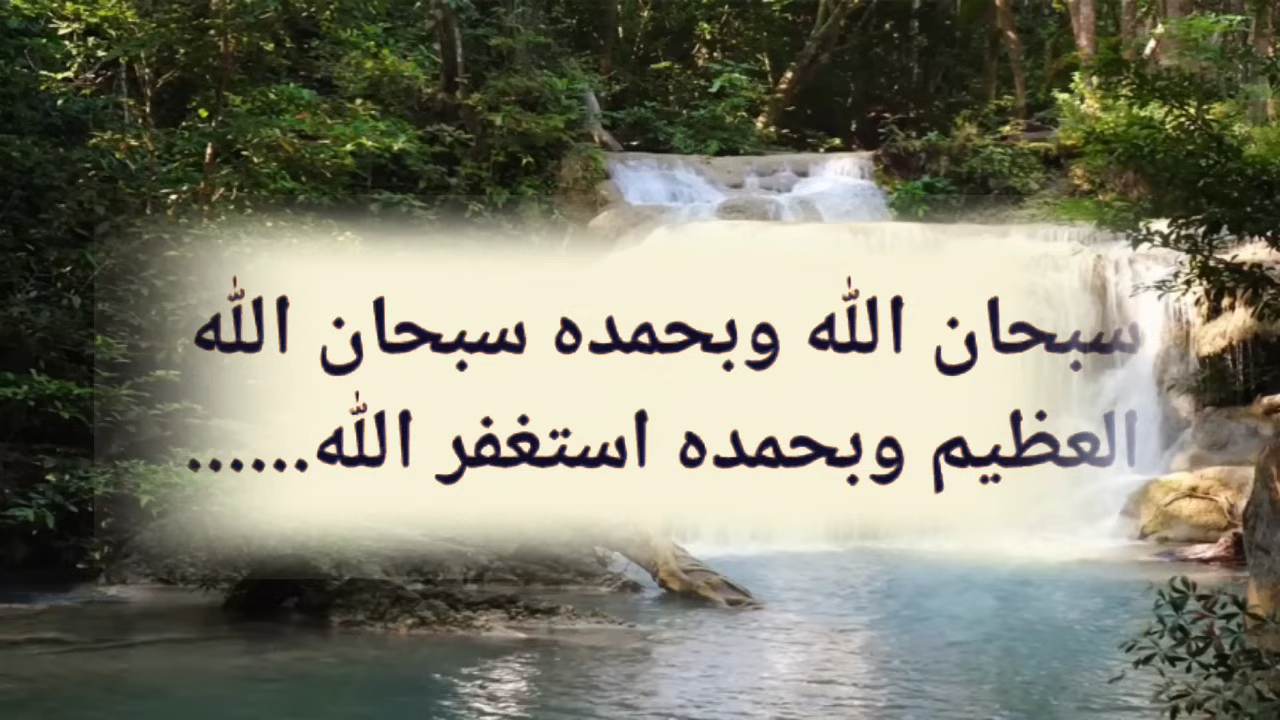 سبحان الله وبحمده سبحان الله
العظيم وبحمده استغفر الله......